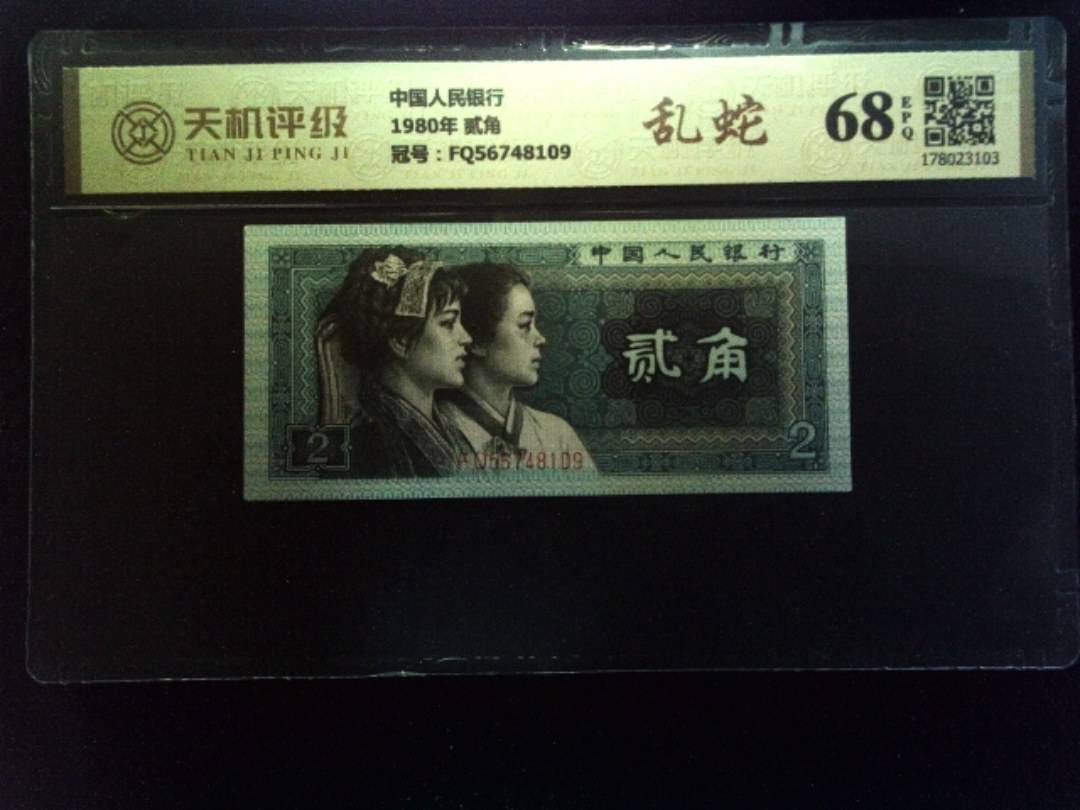 天机评级
TIAN JI PING JI
中国人民银行
1980年 贰角
冠号：FQ56748109
乱蛇
68
EPQ
178023103
中国人民银行
贰角
2
2
FQ56748109